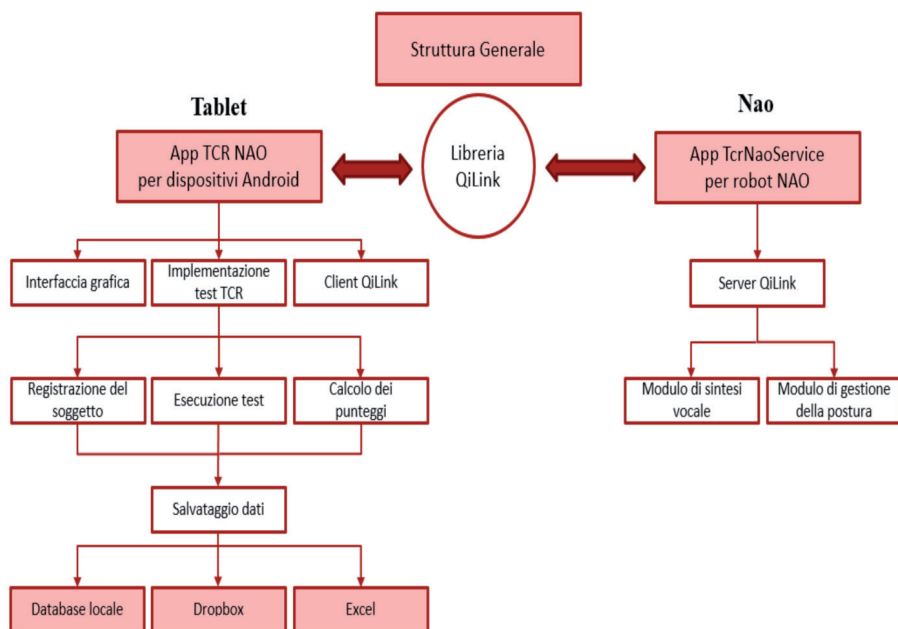 Struttura Generale
Tablet
Nao
App TCR NAO
per dispositivi Android
Libreria
QiLink
App TcrNaoService
per robot NAO
Interfaccia grafica
Implementazione
test TCR
Client QiLink
Server QiLink
Registrazione del
soggetto
Esecuzione test
Calcolo dei
punteggi
Modulo di sintesi
vocale
Modulo di gestione
della postura
Salvataggio dati
Database locale
Dropbox
Excel